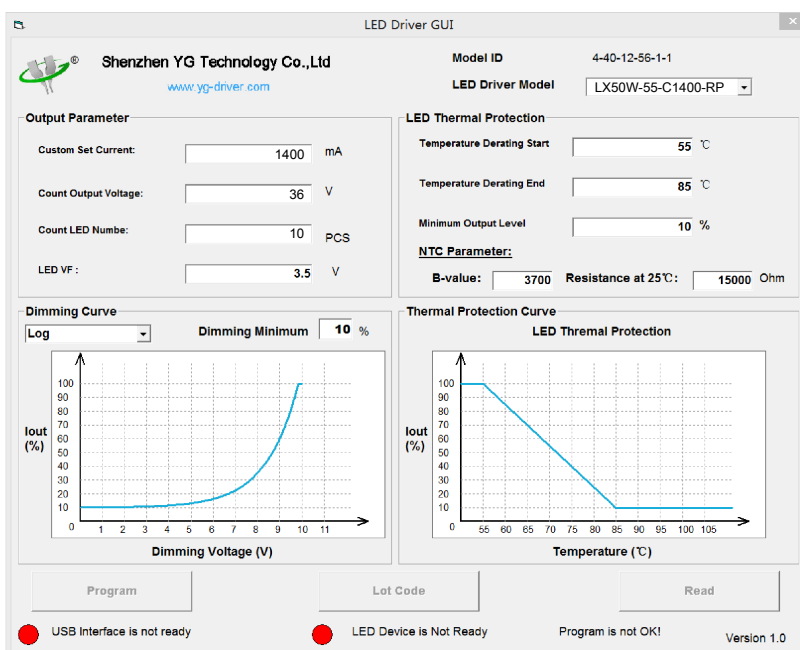 LED Driver GUI
®
Shenzhen YG Technology Co.,Ltd
www.yg-driver.com
Model ID 4-40-12-56-1-1
LED Driver Model LX50W-55-C1400-RP
Output Parameter
Custom Set Current: 1400 mA
Count Output Voltage: 36 V
Count LED Numbe: 10 PCS
LED VF : 3.5 V
LED Thermal Protection
Temperature Derating Start 55 ℃
Temperature Derating End 85 ℃
Minimum Output Level 10 %
NTC Parameter:
B-value: 3700 Resistance at 25℃: 15000 Ohm
Dimming Curve
Log Dimming Minimum 10 %
100
90
80
70
60
50
40
30
20
10
Iout
(%)
0 1 2 3 4 5 6 7 8 9 10 11
Dimming Voltage (V)
Thermal Protection Curve
LED Thremal Protection
100
90
80
70
60
50
40
30
20
10
Iout
(%)
0 55 60 65 70 75 80 85 90 95 100 105
Temperature (℃)
Program Lot Code Read
USB Interface is not ready LED Device is Not Ready Program is not OK! Version 1.0